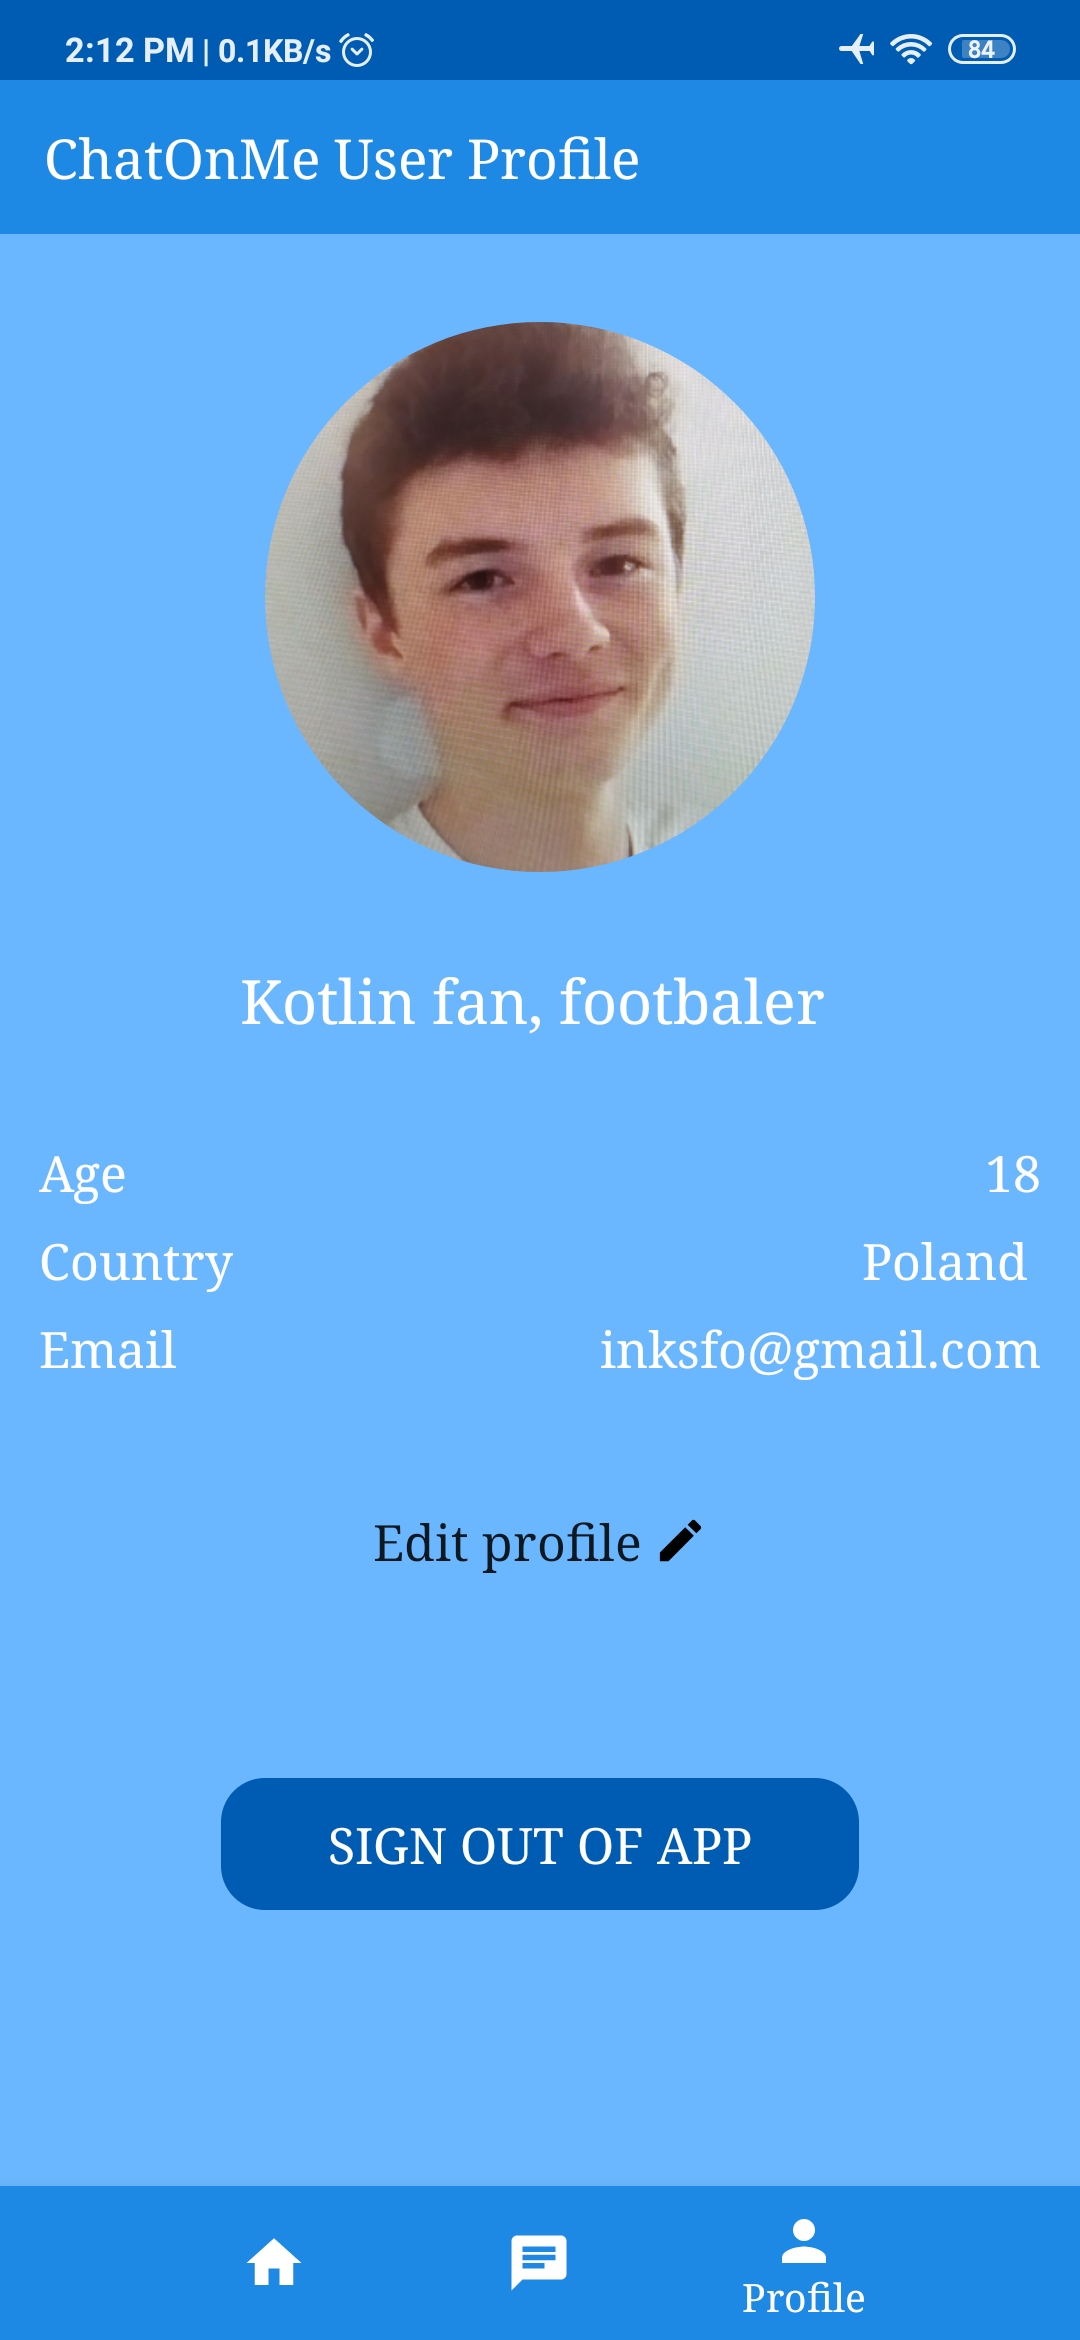 2:12 PM | 0.1KB/s 84
ChatOnMe User Profile
Kotlin fan, footbaler
Age 18
Country Poland
Email inksfo@gmail.com
Edit profile
SIGN OUT OF APP
Profile